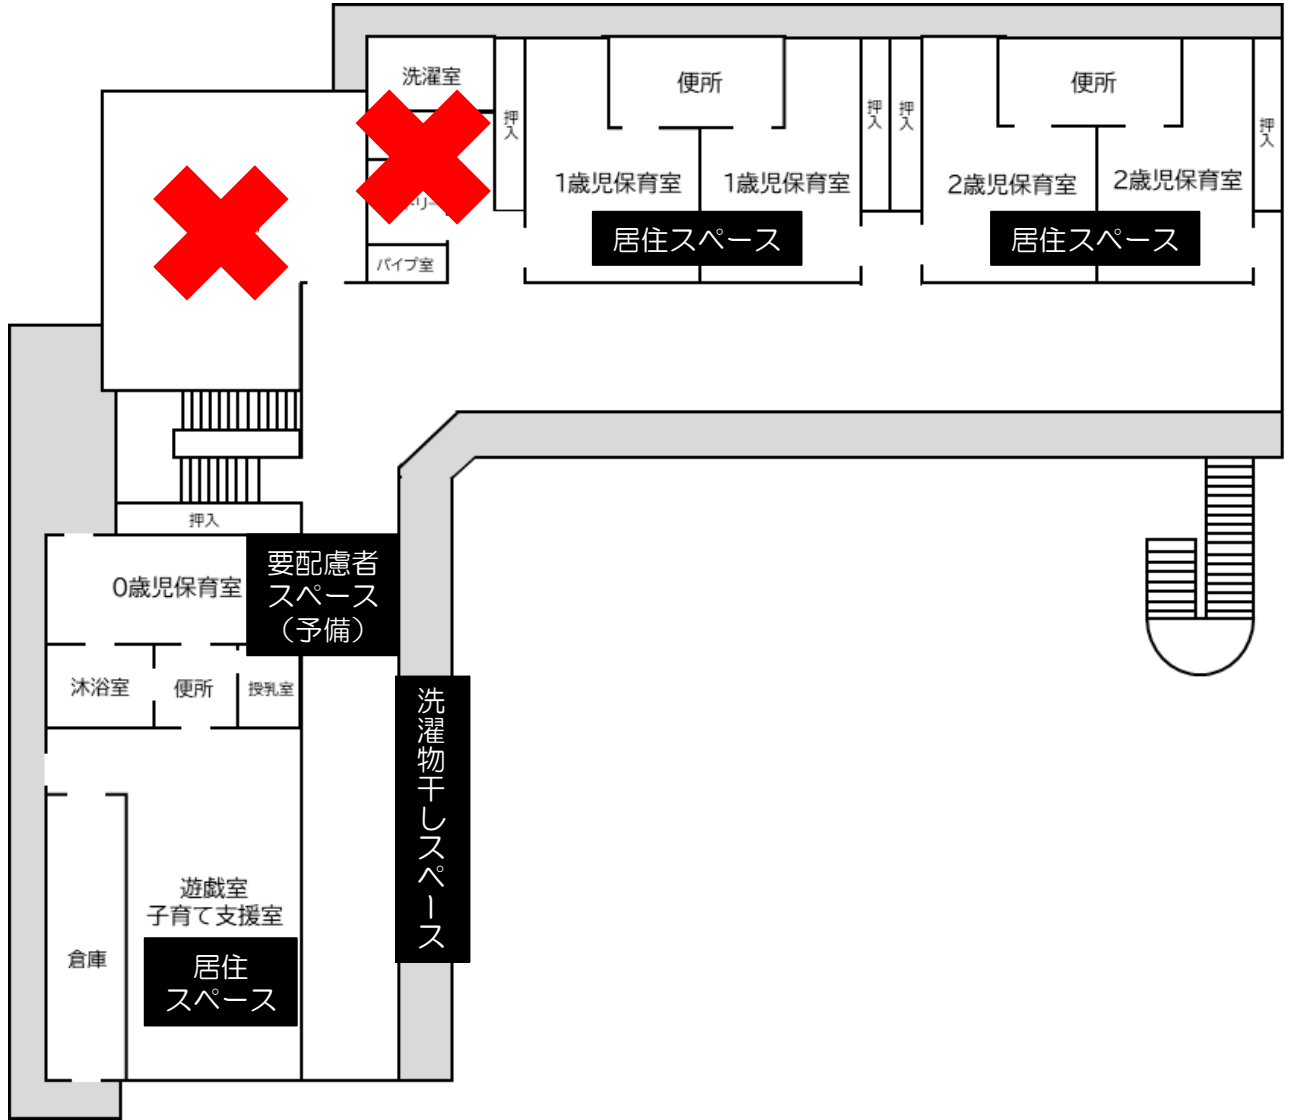 洗濯室
押入
便所
押入
押入
便所
押入
1歳児保育室
1歳児保育室
2歳児保育室
2歳児保育室
居住スペース
居住スペース
パイプ室
押入
0歳児保育室
要配慮者
スペース
（予備）
沐浴室
便所
授乳室
洗濯物干しスペース
遊戯室
子育て支援室
倉庫
居住
スペース